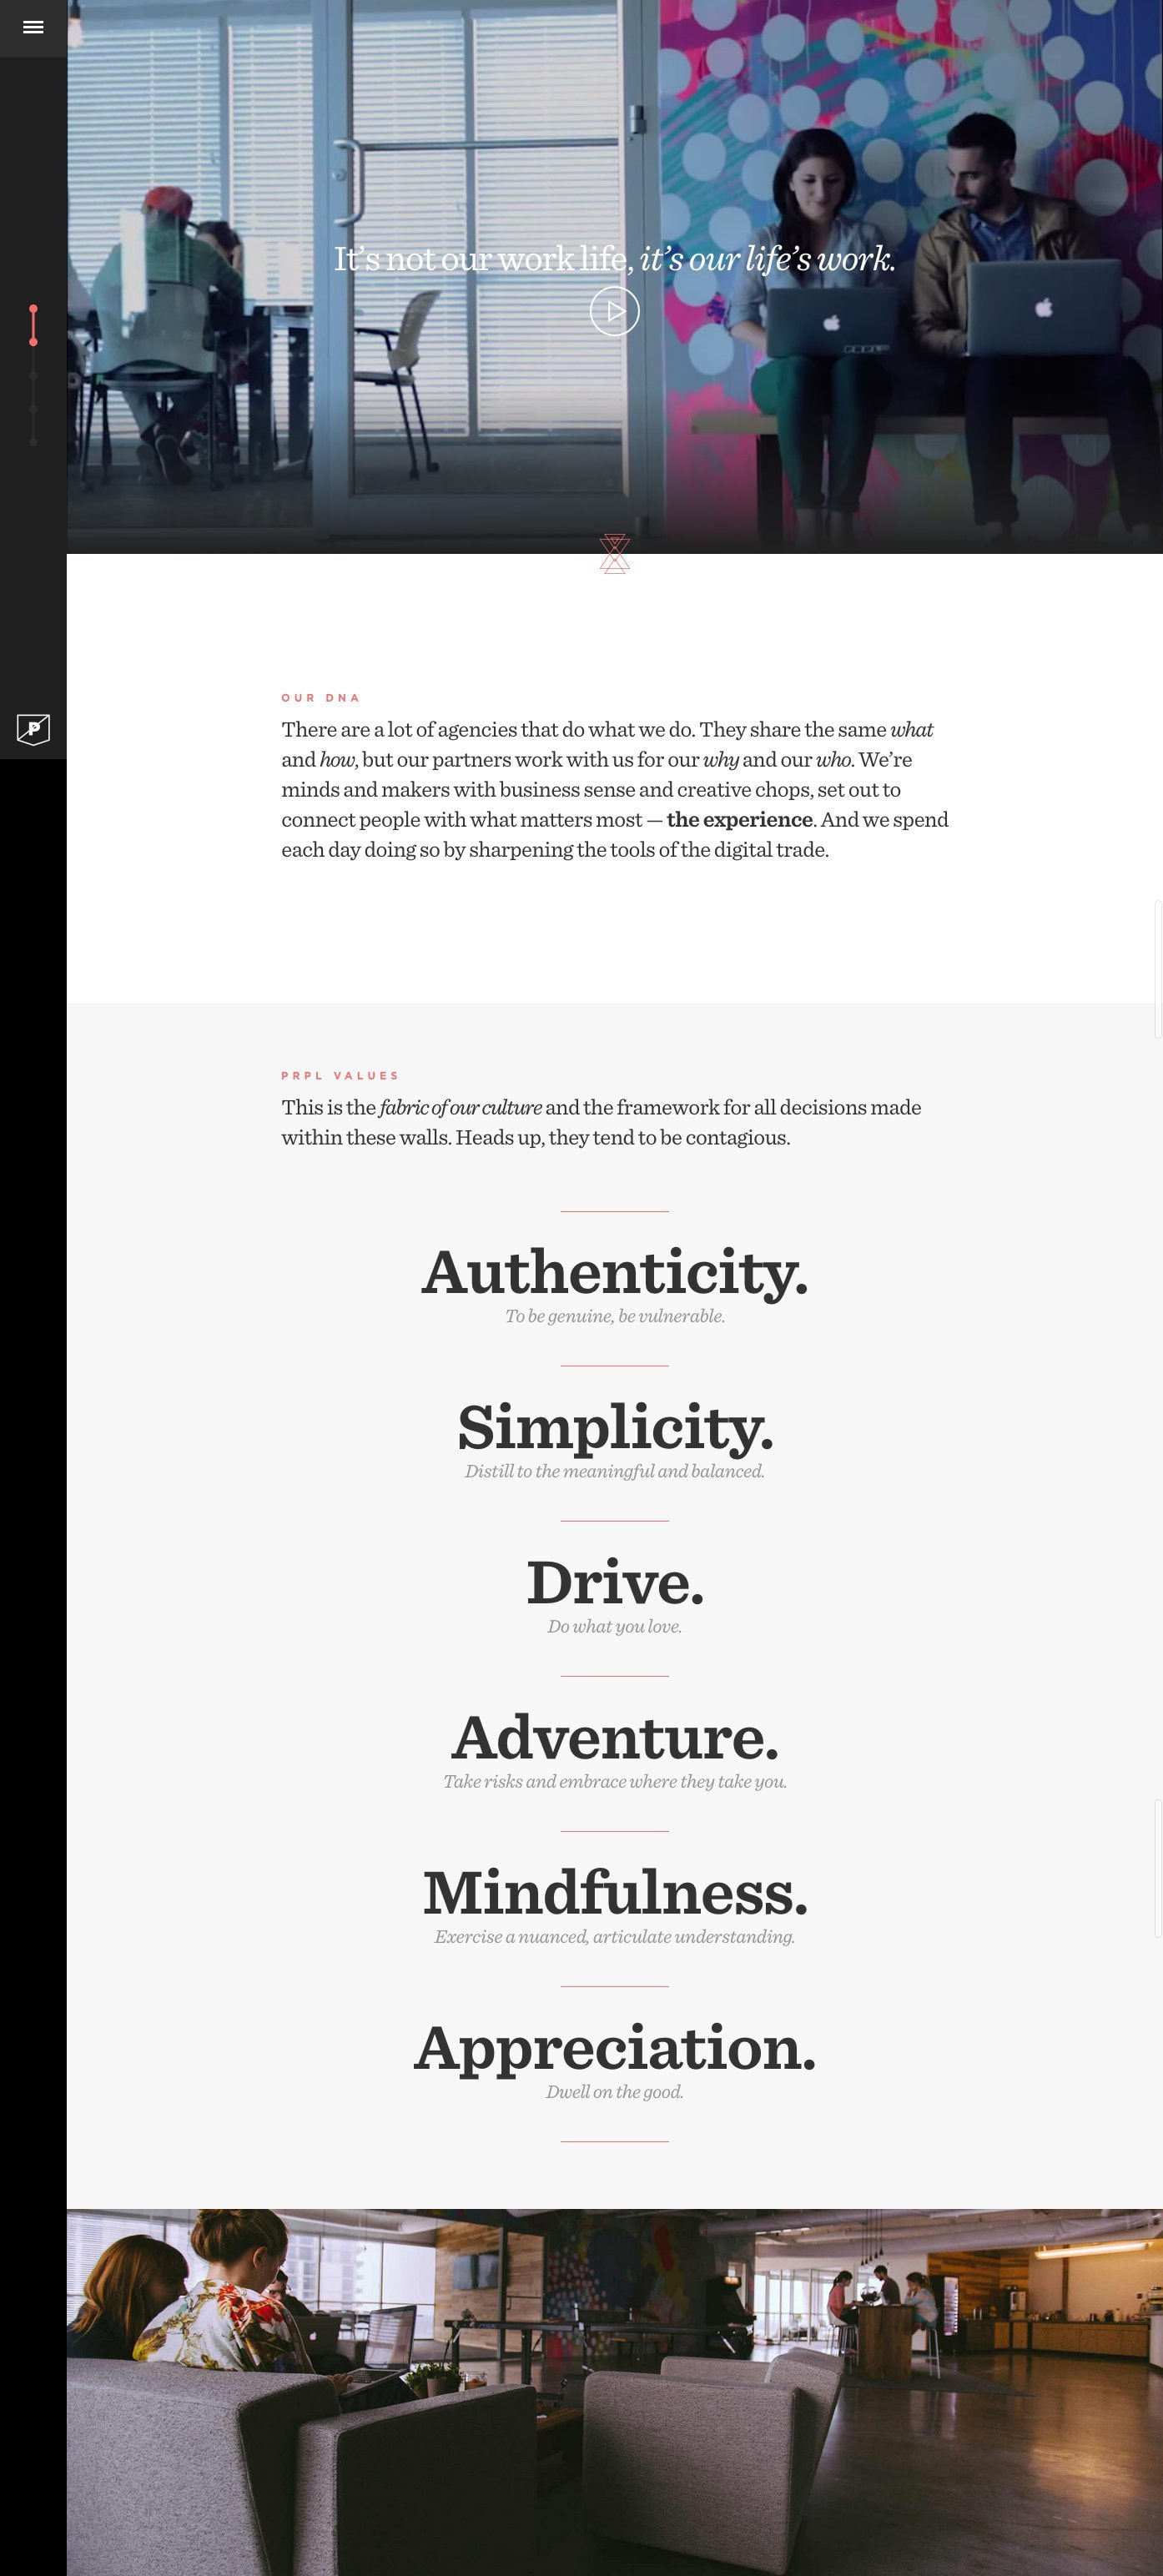 It’s not our work life, it’s our life’s work.
P
OUR DNA
There are a lot of agencies that do what we do. They share the same what
and how, but our partners work with us for our why and our who. We’re
minds and makers with business sense and creative chops, set out to
connect people with what matters most — the experience. And we spend
each day doing so by sharpening the tools of the digital trade.
PRPL VALUES
This is the fabric of our culture and the framework for all decisions made
within these walls. Heads up, they tend to be contagious.
Authenticity.
To be genuine, be vulnerable.
Simplicity.
Distill to the meaningful and balanced.
Drive.
Do what you love.
Adventure.
Take risks and embrace where they take you.
Mindfulness.
Exercise a nuanced, articulate understanding.
Appreciation.
Dwell on the good.